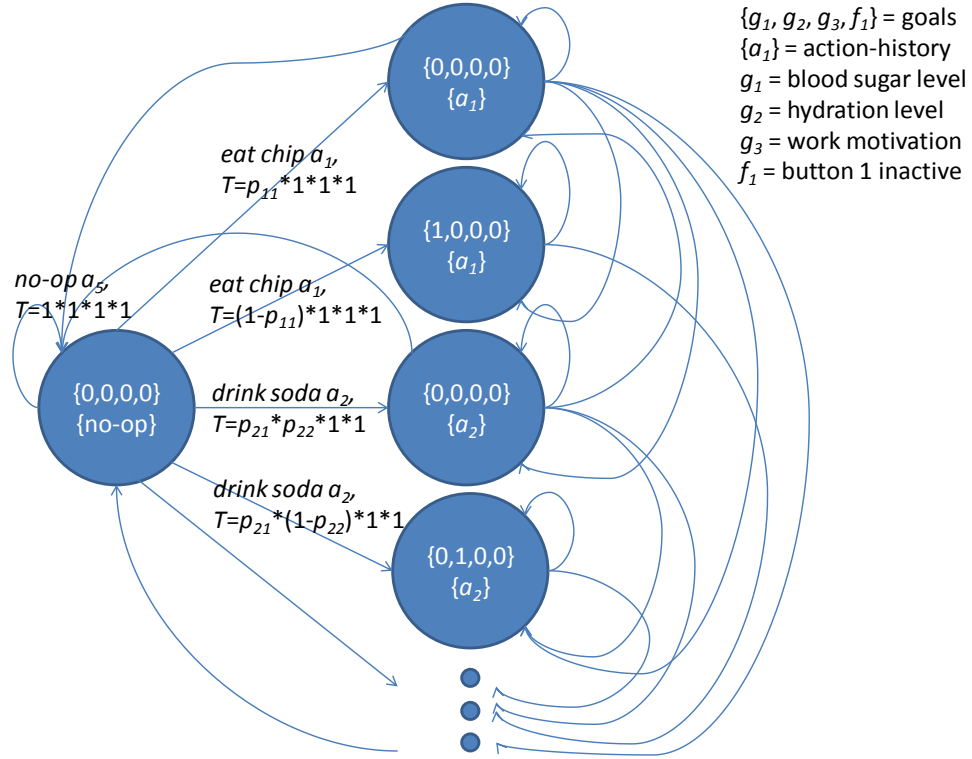 {g₁, g₂, g₃, f₁} = goals
{a₁} = action-history
g₁ = blood sugar level
g₂ = hydration level
g₃ = work motivation
f₁ = button 1 inactive
{0,0,0,0}
{a₁}
eat chip a₁,
T=p₁₁*1*1*1
{1,0,0,0}
{a₁}
no-op a₅,
T=1*1*1*1
eat chip a₁,
T=(1-p₁₁)*1*1*1
{0,0,0,0}
{no-op}
drink soda a₂,
T=p₂₁*p₂₂*1*1
{0,0,0,0}
{a₂}
drink soda a₂,
T=p₂₁*(1-p₂₂)*1*1
{0,1,0,0}
{a₂}